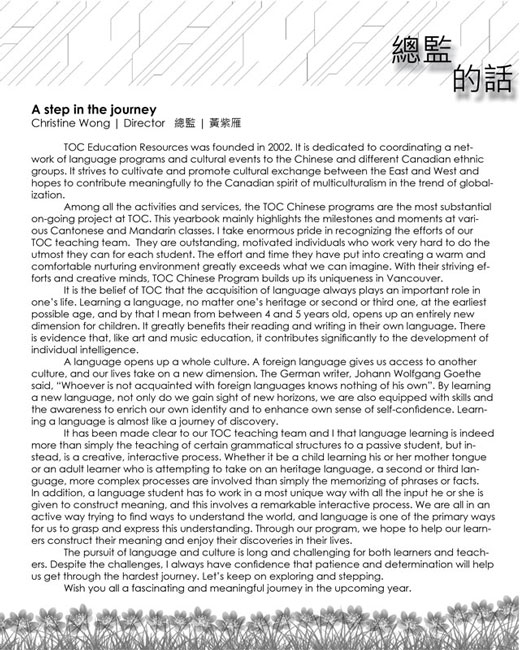 總監
的話
A step in the journey
Christine Wong | Director 總監 | 黃紫雁
TOC Education Resources was founded in 2002. It is dedicated to coordinating a net-
work of language programs and cultural events to the Chinese and different Canadian ethnic
groups. It strives to cultivate and promote cultural exchange between the East and West and
hopes to contribute meaningfully to the Canadian spirit of multiculturalism in the trend of global-
ization.
Among all the activities and services, the TOC Chinese programs are the most substantial
on-going project at TOC. This yearbook mainly highlights the milestones and moments at vari-
ous Cantonese and Mandarin classes. I take enormous pride in recognizing the efforts of our
TOC teaching team. They are outstanding, motivated individuals who work very hard to do the
utmost they can for each student. The effort and time they have put into creating a warm and
comfortable nurturing environment greatly exceeds what we can imagine. With their striving ef-
forts and creative minds, TOC Chinese Program builds up its uniqueness in Vancouver.
It is the belief of TOC that the acquisition of language always plays an important role in
one's life. Learning a language, no matter one's heritage or second or third one, at the earliest
possible age, and by that I mean from between 4 and 5 years old, opens up an entirely new
dimension for children. It greatly benefits their reading and writing in their own language. There
is evidence that, like art and music education, it contributes significantly to the development of
individual intelligence.
A language opens up a whole culture. A foreign language gives us access to another
culture, and our lives take on a new dimension. The German writer, Johann Wolfgang Goethe
said, "Whoever is not acquainted with foreign languages knows nothing of his own". By learning
a new language, not only do we gain sight of new horizons, we are also equipped with skills and
the awareness to enrich our own identity and to enhance own sense of self-confidence. Learn-
ing a language is almost like a journey of discovery.
It has been made clear to our TOC teaching team and I that language learning is indeed
more than simply the teaching of certain grammatical structures to a passive student, but in-
stead, is a creative, interactive process. Whether it be a child learning his or her mother tongue
or an adult learner who is attempting to take on an heritage language, a second or third lan-
guage, more complex processes are involved than simply the memorizing of phrases or facts.
In addition, a language student has to work in a most unique way with all the input he or she is
given to construct meaning, and this involves a remarkable interactive process. We are all in an
active way trying to find ways to understand the world, and language is one of the primary ways
for us to grasp and express this understanding. Through our program, we hope to help our learn-
ers construct their meaning and enjoy their discoveries in their lives.
The pursuit of language and culture is long and challenging for both learners and teach-
ers. Despite the challenges, I always have confidence that patience and determination will help
us get through the hardest journey. Let's keep on exploring and stepping.
Wish you all a fascinating and meaningful journey in the upcoming year.